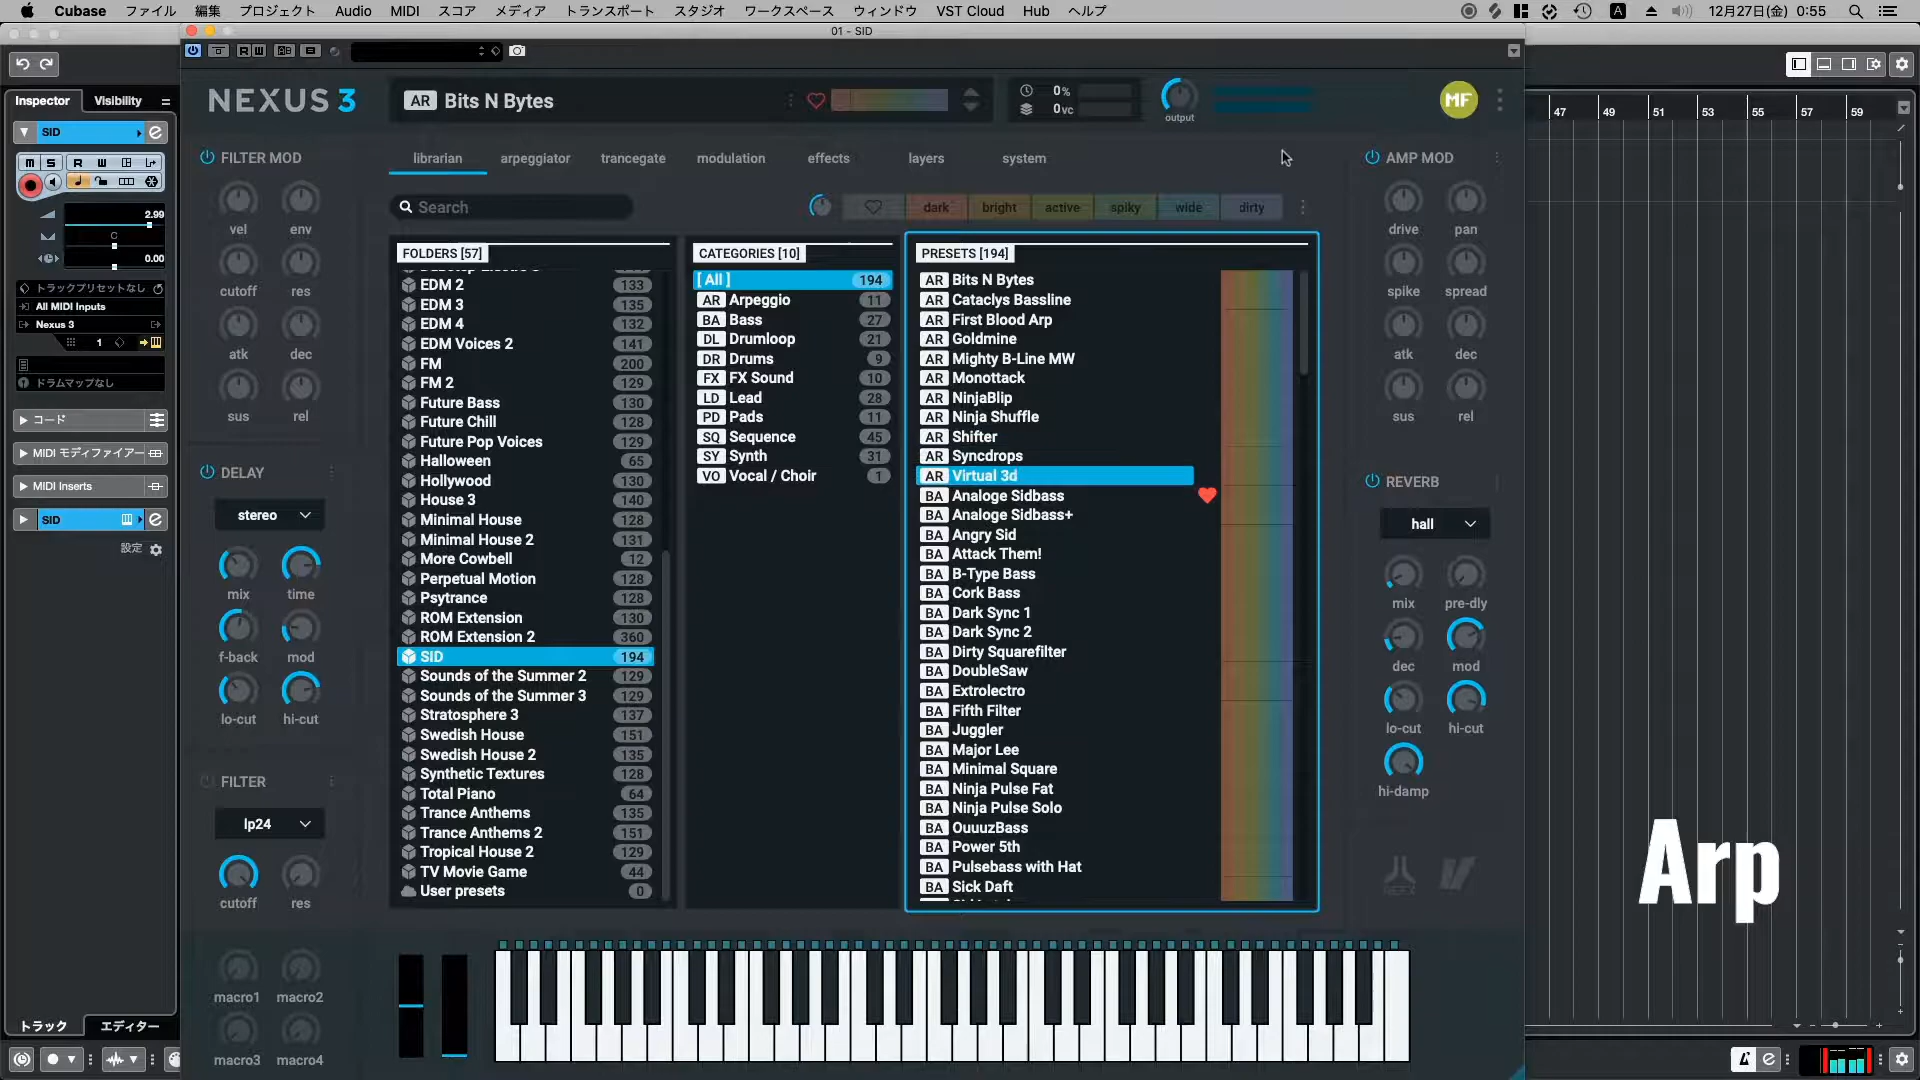 Cubase ファイル 編集 プロジェクト Audio MIDI スコア メディア トランスポート スタジオ ワークスペース ウィンドウ VST Cloud Hub ヘルプ A 12月27日(金) 0:55
01 - SID
R W
NEXUS 3 AR Bits N Bytes 0 % 0 vc output MF
Inspector Visibility
47 49 51 53 55 57 59
SID
M S R W
2.99
C
0.00
トラックプリセットなし
All MIDI Inputs
Nexus 3
1
ドラムマップなし
コード
MIDI モディファイアー
MIDI Inserts
SID
設定
トラック エディター
FILTER MOD
vel env
cutoff res
atk dec
sus rel
DELAY
stereo
mix time
f-back mod
lo-cut hi-cut
FILTER
lp24
cutoff res
macro1 macro2
macro3 macro4
librarian arpeggiator trancegate modulation effects layers system
Search dark bright active spiky wide dirty
FOLDERS [57]
EDM 2 133
EDM 3 135
EDM 4 132
EDM Voices 2 141
FM 200
FM 2 129
Future Bass 130
Future Chill 128
Future Pop Voices 129
Halloween 65
Hollywood 130
House 3 140
Minimal House 128
Minimal House 2 131
More Cowbell 12
Perpetual Motion 128
Psytrance 128
ROM Extension 130
ROM Extension 2 360
SID 194
Sounds of the Summer 2 129
Sounds of the Summer 3 129
Stratosphere 3 137
Swedish House 151
Swedish House 2 135
Synthetic Textures 128
Total Piano 64
Trance Anthems 135
Trance Anthems 2 151
Tropical House 2 129
TV Movie Game 44
User presets 0
CATEGORIES [10]
[ All ] 194
AR Arpeggio 11
BA Bass 27
DL Drumloop 21
DR Drums 9
FX FX Sound 10
LD Lead 28
PD Pads 11
SQ Sequence 45
SY Synth 31
VO Vocal / Choir 1
PRESETS [194]
AR Bits N Bytes
AR Cataclys Bassline
AR First Blood Arp
AR Goldmine
AR Mighty B-Line MW
AR Monottack
AR NinjaBlip
AR Ninja Shuffle
AR Shifter
AR Syncdrops
AR Virtual 3d
BA Analoge Sidbass
BA Analoge Sidbass+
BA Angry Sid
BA Attack Them!
BA B-Type Bass
BA Cork Bass
BA Dark Sync 1
BA Dark Sync 2
BA Dirty Squarefilter
BA DoubleSaw
BA Extrolectro
BA Fifth Filter
BA Juggler
BA Major Lee
BA Minimal Square
BA Ninja Pulse Fat
BA Ninja Pulse Solo
BA OuuuzBass
BA Power 5th
BA Pulsebass with Hat
BA Sick Daft
AMP MOD
drive pan
spike spread
atk dec
sus rel
REVERB
hall
mix pre-dly
dec mod
lo-cut hi-cut
hi-damp
Arp